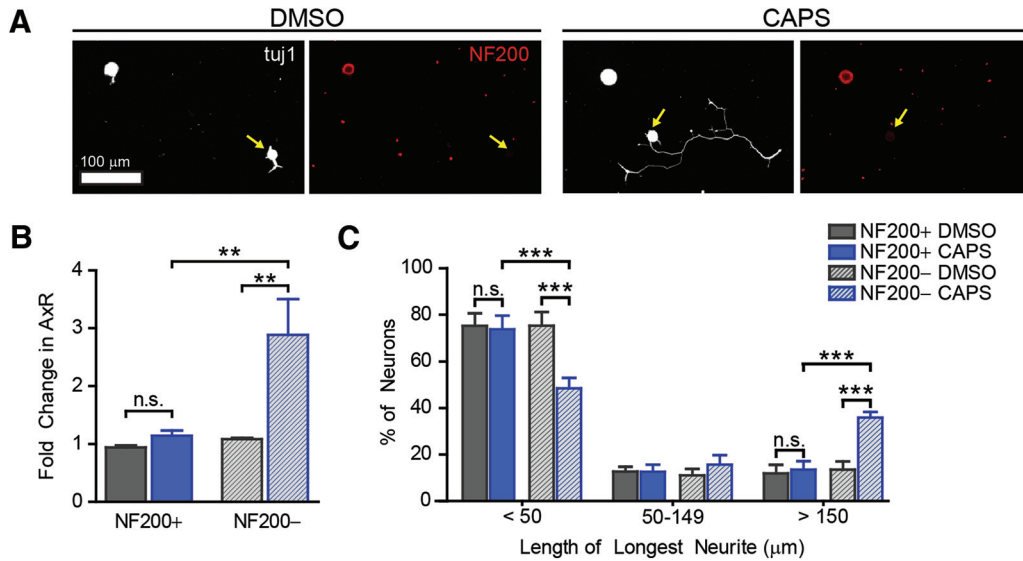 A
DMSO
CAPS
tuj1
NF200
100 μm
B
Fold Change in AxR
4
3
2
1
0
n.s.
**
**
NF200+
NF200–
C
NF200+ DMSO
NF200+ CAPS
NF200– DMSO
NF200– CAPS
% of Neurons
100
80
60
40
20
0
***
n.s.
***
***
***
n.s.
< 50
50-149
> 150
Length of Longest Neurite (μm)